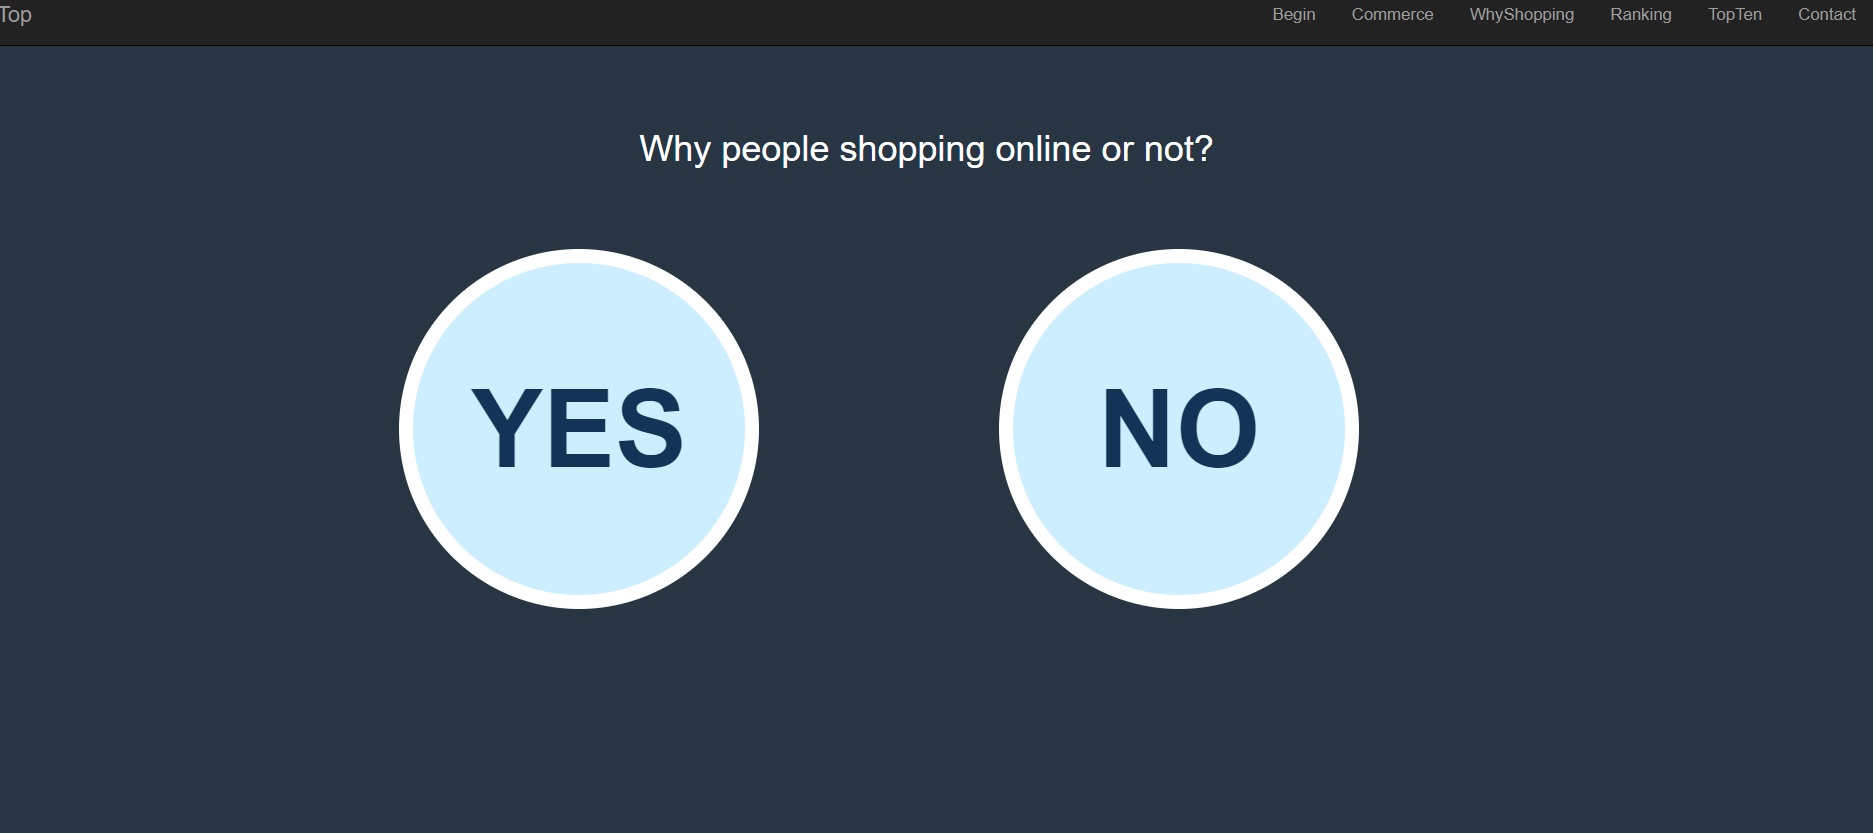 Top Begin Commerce WhyShopping Ranking TopTen Contact
Why people shopping online or not?
YES NO